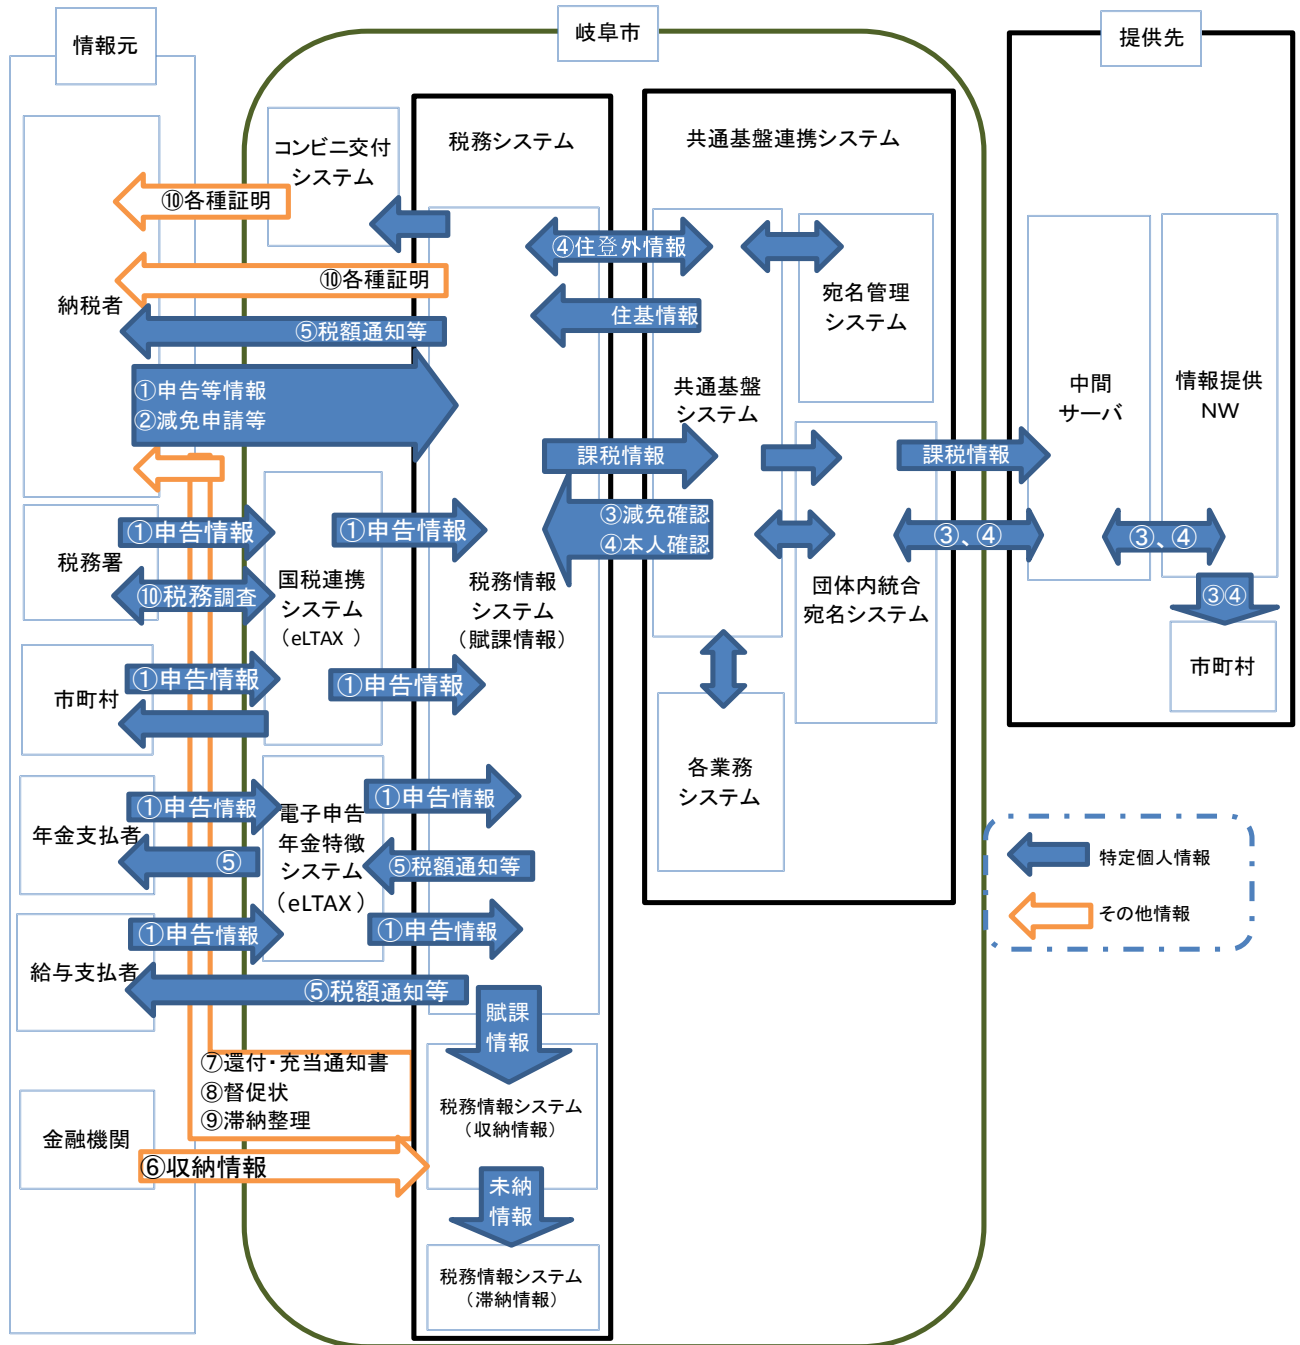 情報元
岐阜市
提供先
コンビニ交付
システム
税務システム
共通基盤連携システム
⑩各種証明
④住登外情報
⑩各種証明
納税者
住基情報
宛名管理
システム
⑤税額通知等
①申告等情報
②減免申請等
共通基盤
システム
中間
サーバ
情報提供
NW
課税情報
課税情報
①申告情報
①申告情報
③減免確認
④本人確認
③、④
③、④
税務署
⑩税務調査
国税連携
システム
(eLTAX )
税務情報
システム
(賦課情報)
団体内統合
宛名システム
③④
①申告情報
①申告情報
市町村
市町村
各業務
システム
①申告情報
①申告情報
年金支払者
⑤
電子申告
年金特徴
システム
(eLTAX )
⑤税額通知等
特定個人情報
その他情報
①申告情報
①申告情報
給与支払者
⑤税額通知等
賦課
情報
⑦還付・充当通知書
⑧督促状
⑨滞納整理
税務情報システム
(収納情報)
金融機関
⑥収納情報
未納
情報
税務情報システム
(滞納情報)